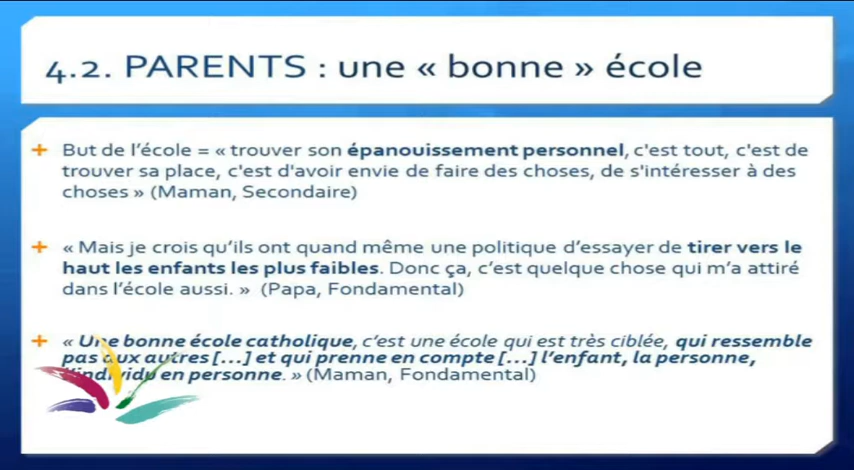 4.2. PARENTS : une « bonne » école
But de l'école = « trouver son épanouissement personnel, c'est tout, c'est de
trouver sa place, c'est d'avoir envie de faire des choses, de s'intéresser à des
choses » (Maman, Secondaire)
« Mais je crois qu'ils ont quand même une politique d'essayer de tirer vers le
haut les enfants les plus faibles. Donc ça, c'est quelque chose qui m'a attiré
dans l'école aussi. » (Papa, Fondamental)
« Une bonne école catholique, c'est une école qui est très ciblée, qui ressemble
pas aux autres [...] et qui prenne en compte [...] l'enfant, la personne,
l'individu en personne. » (Maman, Fondamental)